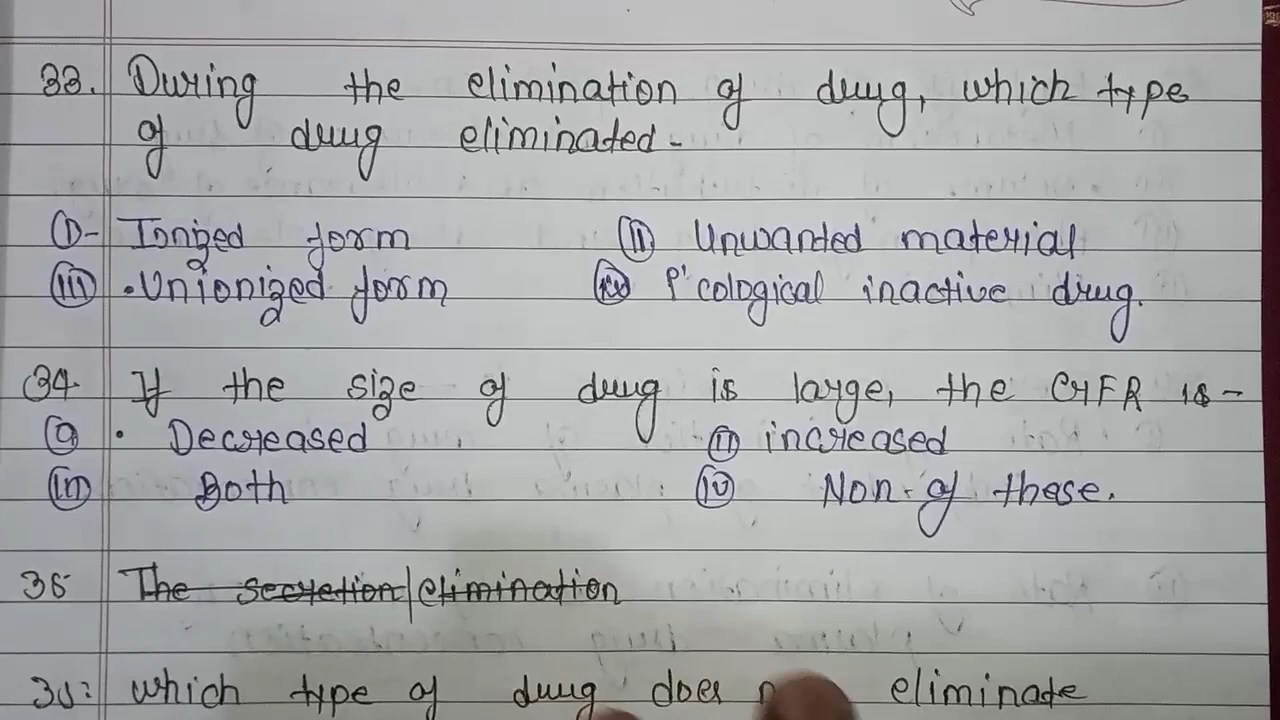 33. During the elimination of drug, which type
of drug eliminated-
(I)- Ionized form (II) Unwanted material
(III) •Unionized form (IV) P'cological inactive drug.
34. If the size of drug is large, the GFR is-
(I) • Decreased (II) increased
(III) Both (IV) Non of these.
35 The secretion/elimination
35: which type of drug does eliminate